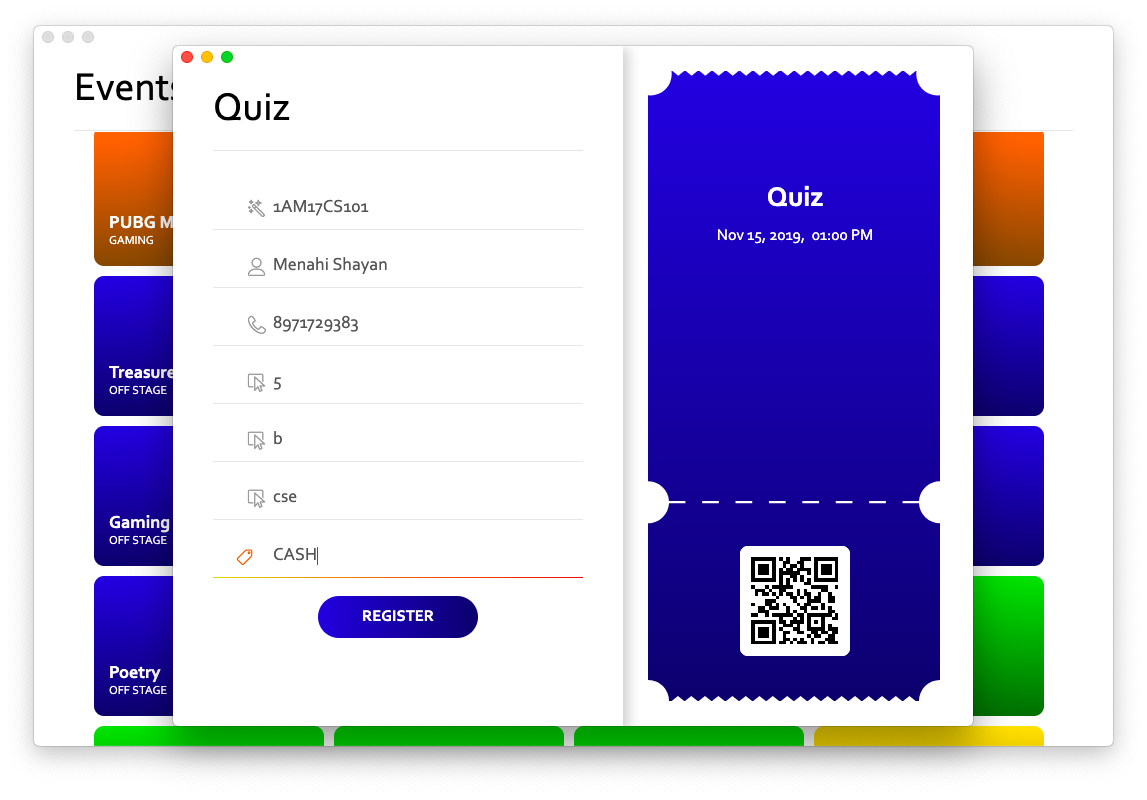 Events
Quiz
1AM17CS101
Menahi Shayan
8971729383
5
b
cse
CASH
REGISTER
Quiz
Nov 15, 2019, 01:00 PM
PUBG M
GAMING
Treasure
OFF STAGE
Gaming
OFF STAGE
Poetry
OFF STAGE